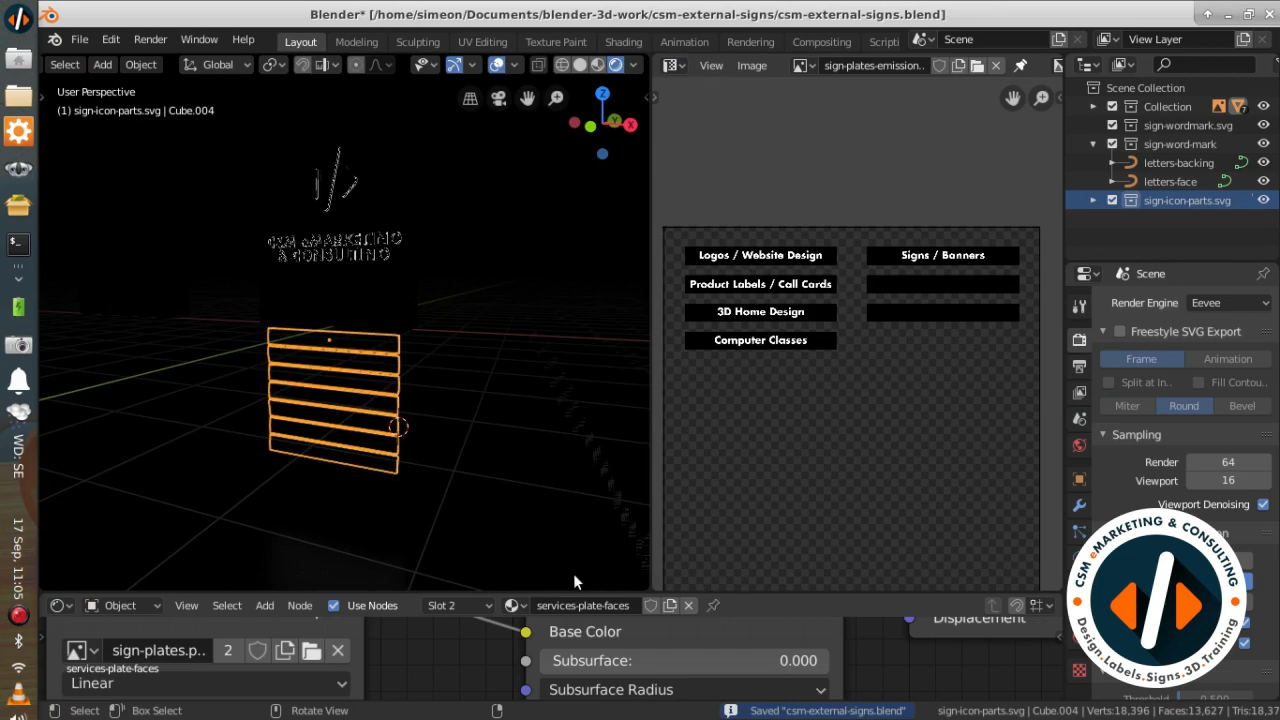 Blender* [/home/simeon/Documents/blender-3d-work/csm-external-signs/csm-external-signs.blend]
File Edit Render Window Help
Layout Modeling Sculpting UV Editing Texture Paint Shading Animation Rendering Compositing Scripti
Scene
View Layer
Select Add Object
Global
View Image
sign-plates-emission...
User Perspective
(1) sign-icon-parts.svg | Cube.004
Z
Y
X
CSM eMARKETING
& CONSULTING
Logos / Website Design
Signs / Banners
Product Labels / Call Cards
3D Home Design
Computer Classes
Scene Collection
Collection
7
sign-wordmark.svg
sign-word-mark
letters-backing
letters-face
sign-icon-parts.svg
Scene
Render Engine
Eevee
Freestyle SVG Export
Frame
Animation
Split at In..
Fill Contou..
Miter
Round
Bevel
Sampling
Render
64
Viewport
16
Viewport Denoising
Threshold
0.500
CSM eMARKETING & CONSULTING
Design.Labels.Signs.3D.Training
Object
View Select Add Node
Use Nodes
Slot 2
services-plate-faces
sign-plates.p..
2
services-plate-faces
Linear
Base Color
Subsurface:
0.000
Subsurface Radius
Displacement
WD: SE
17 Sep, 11:05
Select
Box Select
Rotate View
Saved "csm-external-signs.blend"
sign-icon-parts.svg | Cube.004 | Verts:18,396 | Faces:13,627 | Tris:18,37